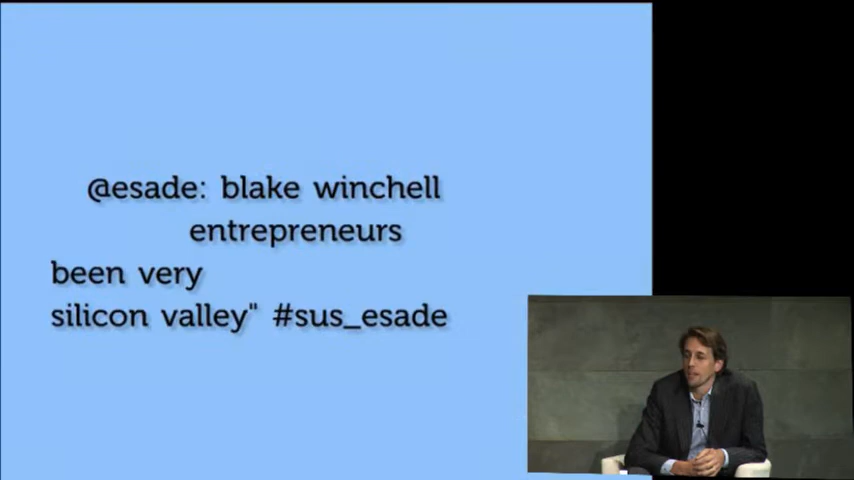 @esade: blake winchell
entrepreneurs
been very
silicon valley" #sus_esade